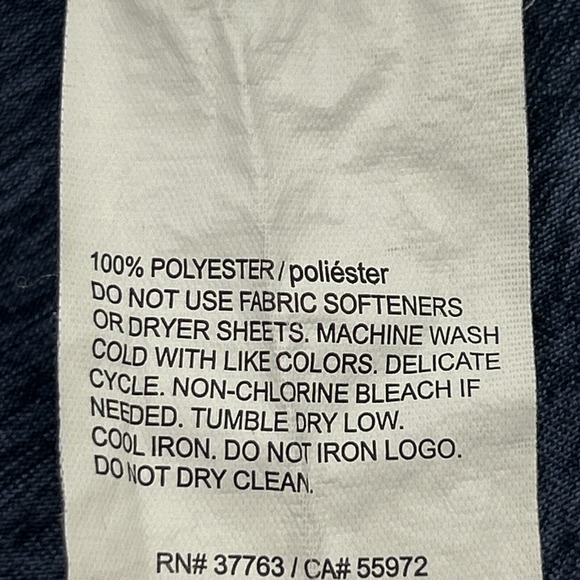 100% POLYESTER / poliéster
DO NOT USE FABRIC SOFTENERS
OR DRYER SHEETS. MACHINE WASH
COLD WITH LIKE COLORS. DELICATE
CYCLE. NON-CHLORINE BLEACH IF
NEEDED. TUMBLE DRY LOW.
COOL IRON. DO NOT IRON LOGO.
DO NOT DRY CLEAN.
RN# 37763 / CA# 55972